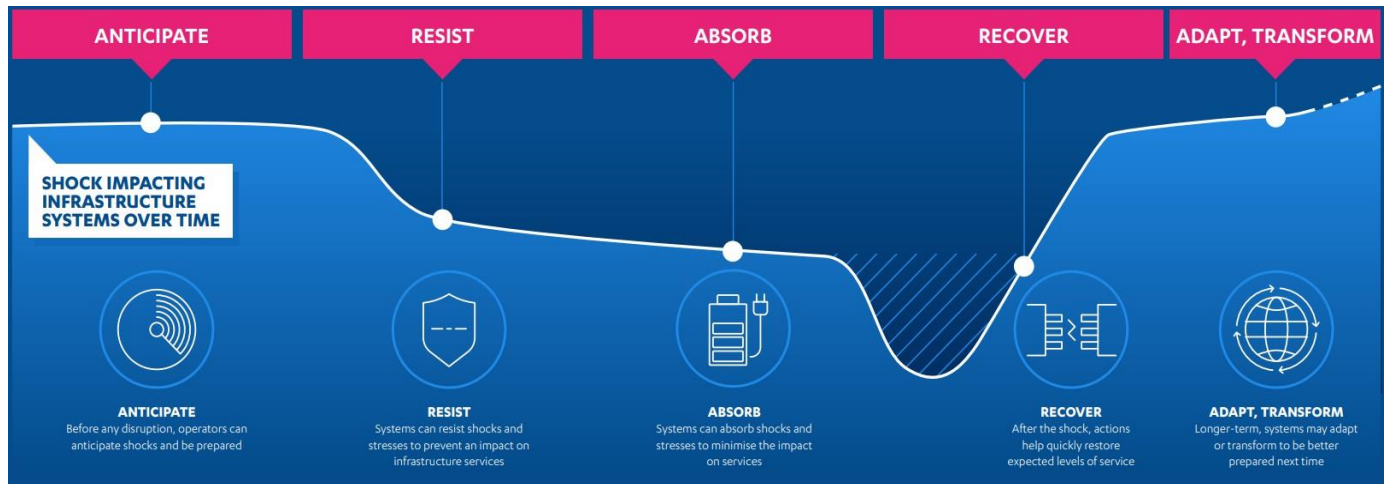 ANTICIPATE
RESIST
ABSORB
RECOVER
ADAPT, TRANSFORM
SHOCK IMPACTING
INFRASTRUCTURE
SYSTEMS OVER TIME
ANTICIPATE
Before any disruption, operators can
anticipate shocks and be prepared
RESIST
Systems can resist shocks and
stresses to prevent an impact on
infrastructure services
ABSORB
Systems can absorb shocks and
stresses to minimise the impact
on services
RECOVER
After the shock, actions
help quickly restore
expected levels of service
ADAPT, TRANSFORM
Longer-term, systems may adapt
or transform to be better
prepared next time